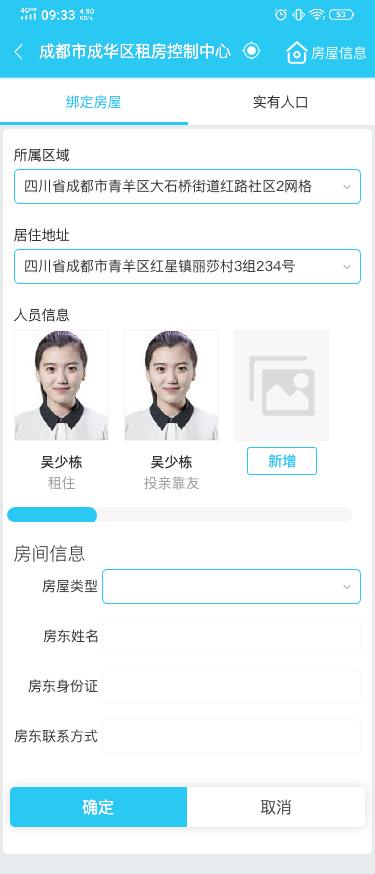 4G HD 09:33 4.80 KB/s 53
成都市成华区租房控制中心 房屋信息
绑定房屋 实有人口
所属区域
四川省成都市青羊区大石桥街道红路社区2网格
居住地址
四川省成都市青羊区红星镇丽莎村3组234号
人员信息
吴少栋 吴少栋 新增
租住 投亲靠友
房间信息
房屋类型
房东姓名
房东身份证
房东联系方式
确定 取消